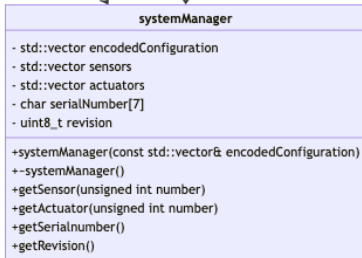 systemManager
- std::vector encodedConfiguration
- std::vector sensors
- std::vector actuators
- char serialNumber[7]
- uint8_t revision
+systemManager(const std::vector& encodedConfiguration)
+~systemManager()
+getSensor(unsigned int number)
+getActuator(unsigned int number)
+getSerialnumber()
+getRevision()